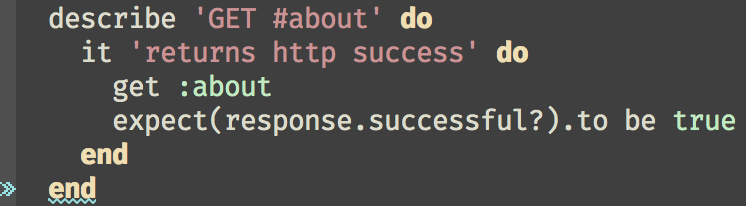 describe 'GET #about' do
it 'returns http success' do
get :about
expect(response.successful?).to be true
end
» end